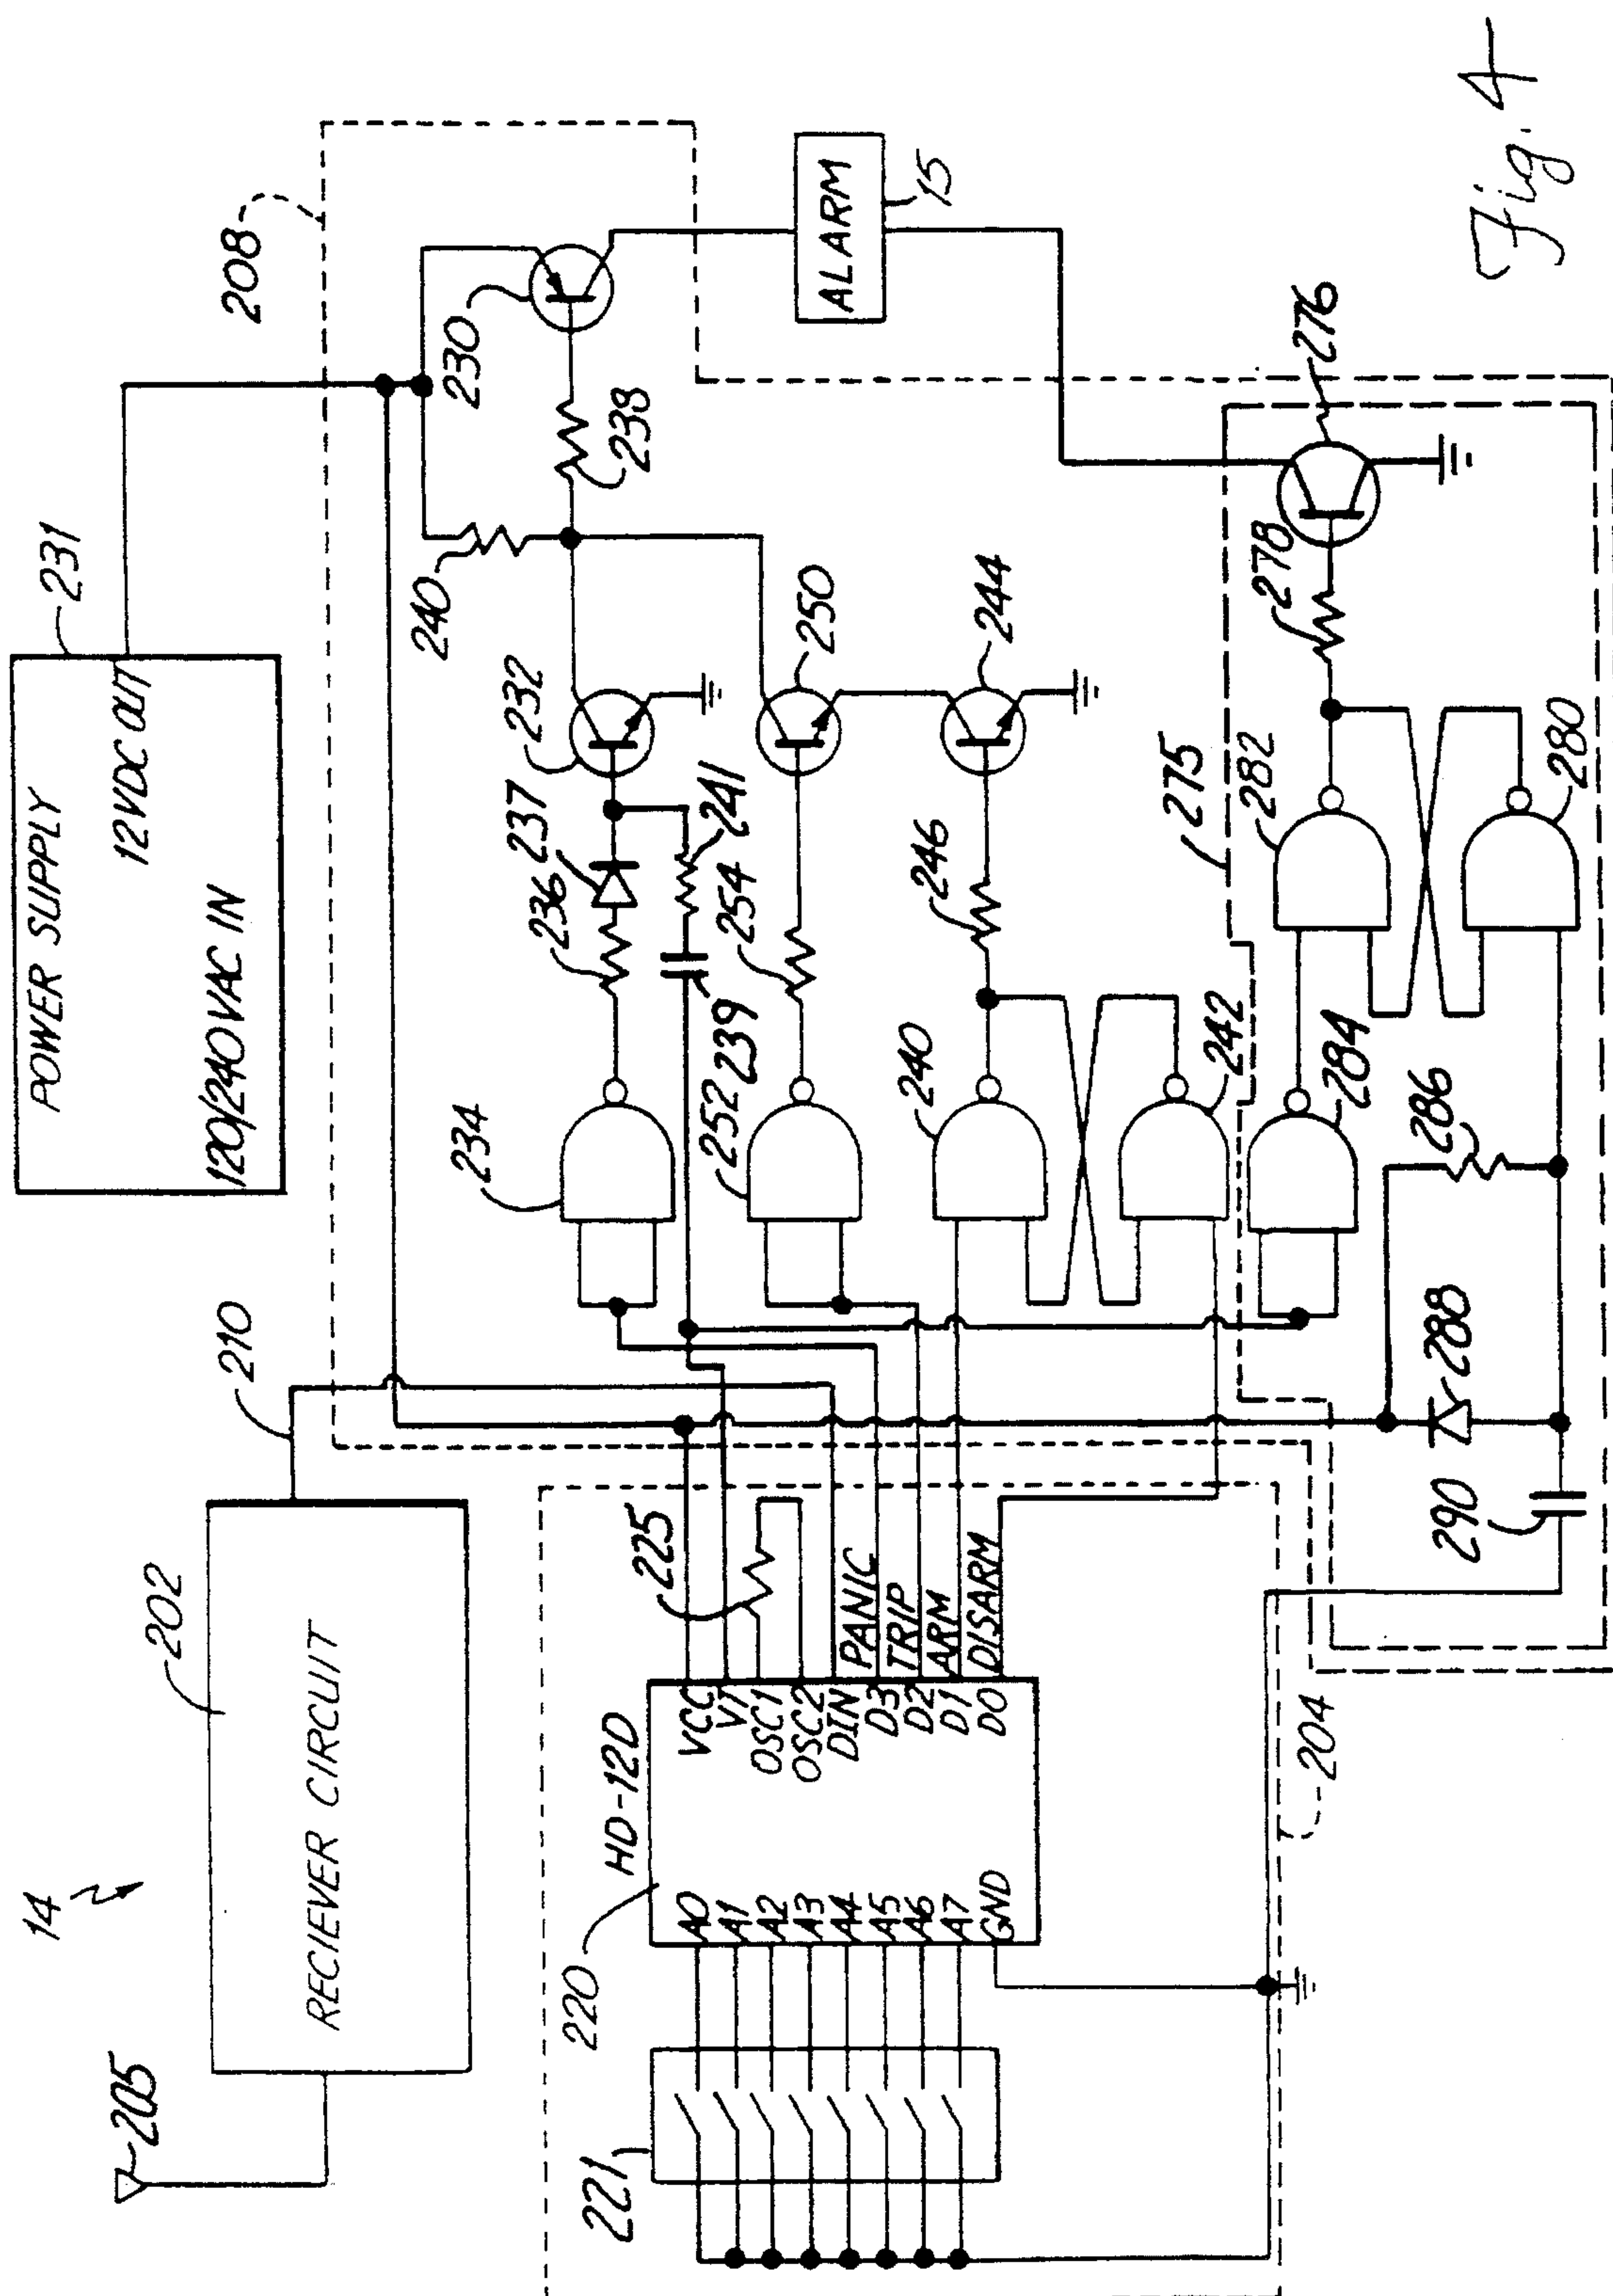 14
205
202
RECIEVER CIRCUIT
210
POWER SUPPLY
12VDC OUT
120/240 VAC IN
231
208
220
HD-12D
221
A0
A1
A2
A3
A4
A5
A6
A7
GND
VCC
VT
OSC1
OSC2
DIN
D3
D2
D1
D0
PANIC
TRIP
ARM
DISARM
225
204
234
236
237
232
240
238
230
239
241
252
254
250
240
246
244
242
ALARM
15
275
284
282
278
276
280
286
288
290
Fig. 4